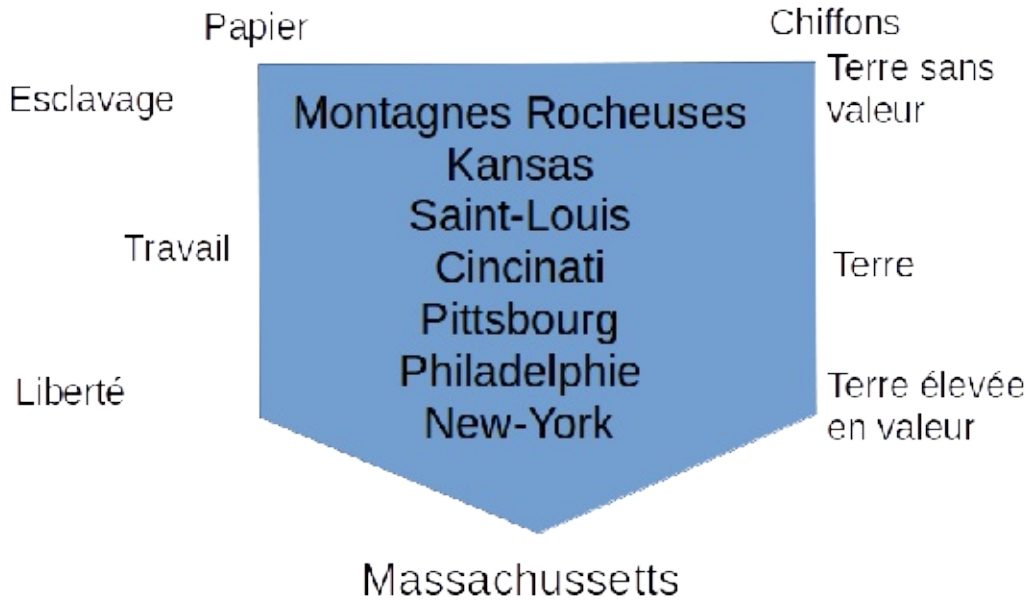 Papier
Chiffons
Esclavage
Terre sans
valeur
Montagnes Rocheuses
Kansas
Saint-Louis
Travail
Cincinati
Terre
Pittsbourg
Philadelphie
Liberté
Terre élevée
en valeur
New-York
Massachussetts